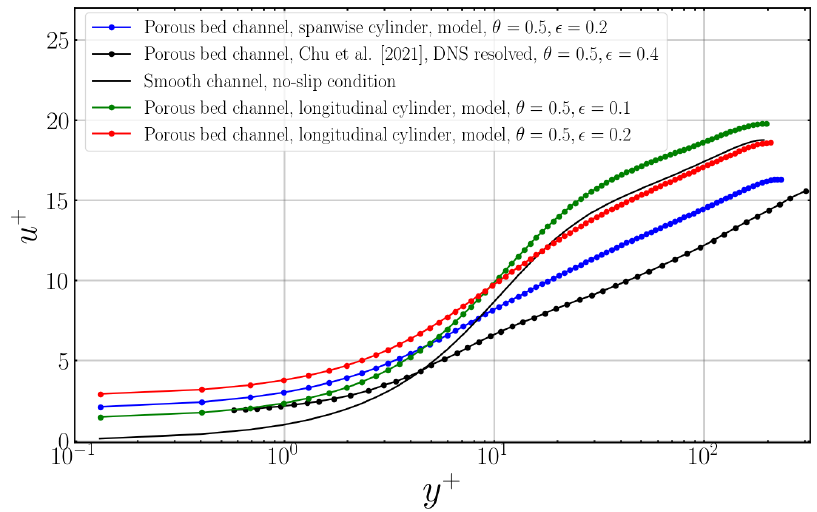 25
20
15
10
5
0
u⁺
Porous bed channel, spanwise cylinder, model, θ = 0.5, ϵ = 0.2
Porous bed channel, Chu et al. [2021], DNS resolved, θ = 0.5, ϵ = 0.4
Smooth channel, no-slip condition
Porous bed channel, longitudinal cylinder, model, θ = 0.5, ϵ = 0.1
Porous bed channel, longitudinal cylinder, model, θ = 0.5, ϵ = 0.2
10⁻¹ 10⁰ 10¹ 10²
y⁺